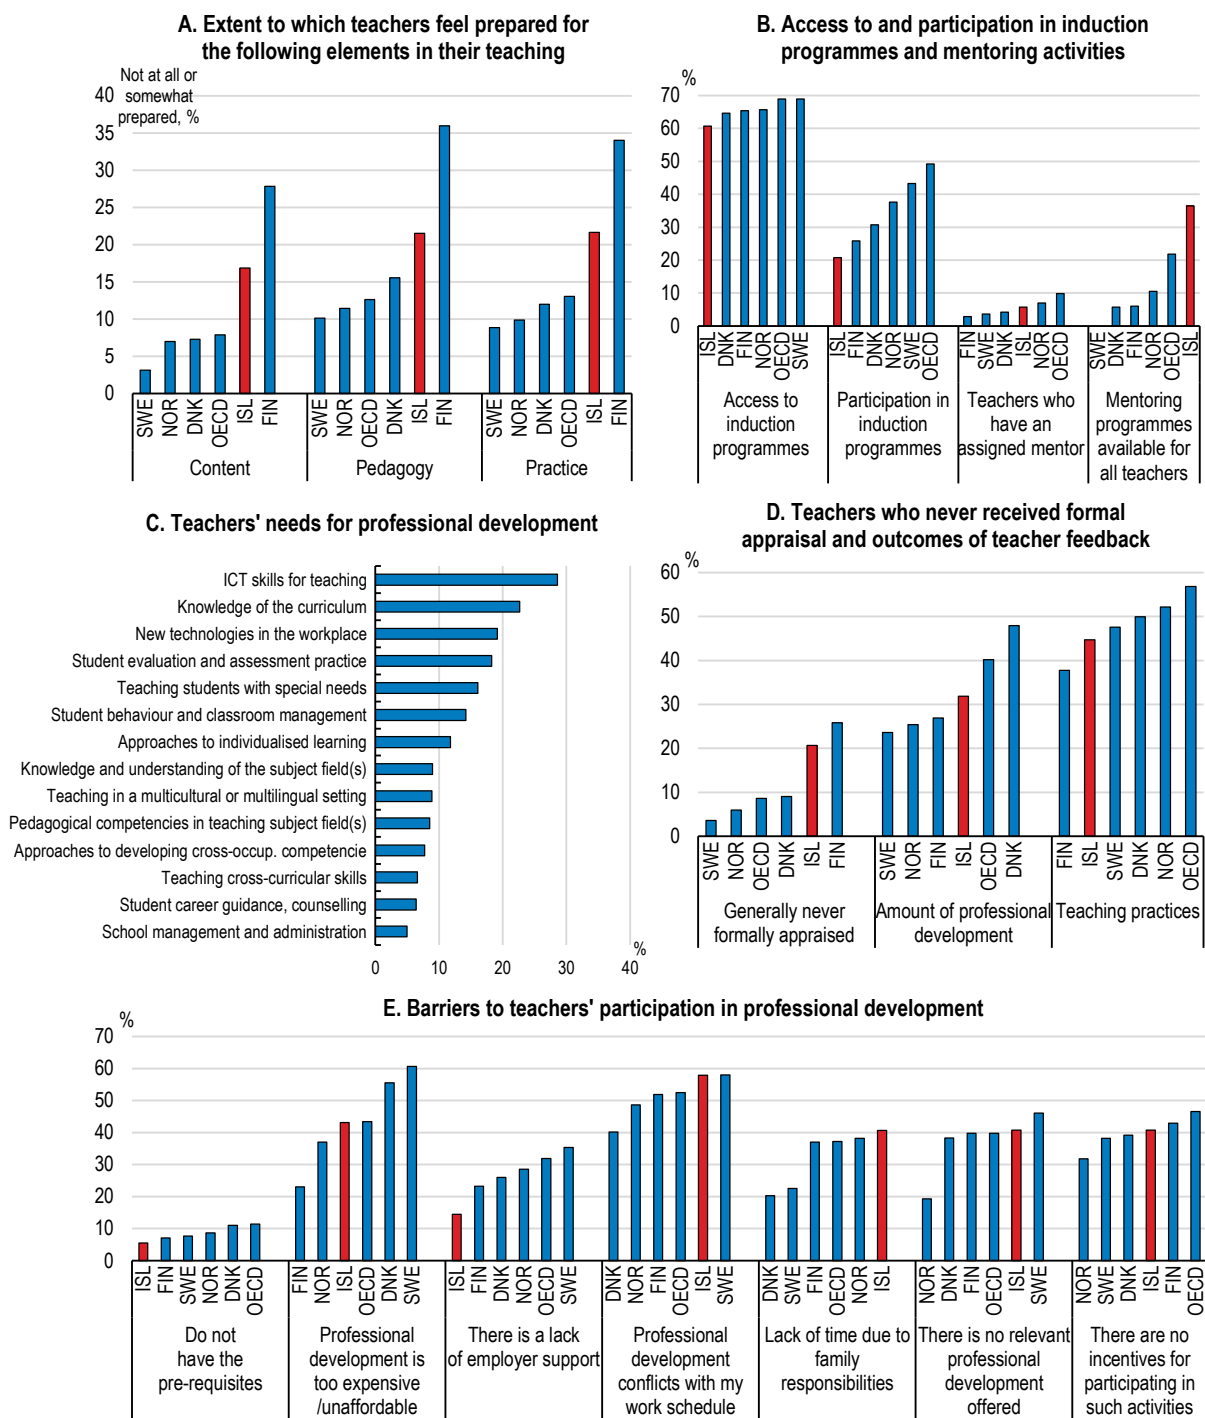 A. Extent to which teachers feel prepared for
the following elements in their teaching
Not at all or
somewhat
prepared, %
40
35
30
25
20
15
10
5
0
SWE
NOR
DNK
OECD
ISL
FIN
SWE
NOR
OECD
DNK
ISL
FIN
SWE
NOR
DNK
OECD
ISL
FIN
Content
Pedagogy
Practice
B. Access to and participation in induction
programmes and mentoring activities
%
70
60
50
40
30
20
10
0
ISL
DNK
FIN
NOR
OECD
SWE
ISL
FIN
DNK
NOR
SWE
OECD
FIN
SWE
DNK
ISL
NOR
OECD
SWE
DNK
FIN
NOR
OECD
ISL
Access to
induction
programmes
Participation in
induction
programmes
Teachers who
have an
assigned mentor
Mentoring
programmes
available for
all teachers
C. Teachers' needs for professional development
ICT skills for teaching
Knowledge of the curriculum
New technologies in the workplace
Student evaluation and assessment practice
Teaching students with special needs
Student behaviour and classroom management
Approaches to individualised learning
Knowledge and understanding of the subject field(s)
Teaching in a multicultural or multilingual setting
Pedagogical competencies in teaching subject field(s)
Approaches to developing cross-occup. competencie
Teaching cross-curricular skills
Student career guidance, counselling
School management and administration
%
0
10
20
30
40
D. Teachers who never received formal
appraisal and outcomes of teacher feedback
%
60
50
40
30
20
10
0
SWE
NOR
OECD
DNK
ISL
FIN
SWE
NOR
FIN
ISL
OECD
DNK
FIN
ISL
SWE
DNK
NOR
OECD
Generally never
formally appraised
Amount of professional
development
Teaching practices
E. Barriers to teachers' participation in professional development
%
70
60
50
40
30
20
10
0
ISL
FIN
SWE
NOR
DNK
OECD
FIN
NOR
ISL
OECD
DNK
SWE
ISL
FIN
DNK
NOR
OECD
SWE
DNK
NOR
FIN
OECD
ISL
SWE
DNK
SWE
FIN
OECD
NOR
ISL
NOR
DNK
FIN
OECD
ISL
SWE
NOR
SWE
DNK
ISL
FIN
OECD
Do not
have the
pre-requisites
Professional
development is
too expensive
/unaffordable
There is a lack
of employer support
Professional
development
conflicts with my
work schedule
Lack of time due to
family
responsibilities
There is no relevant
professional
development
offered
There are no
incentives for
participating in
such activities